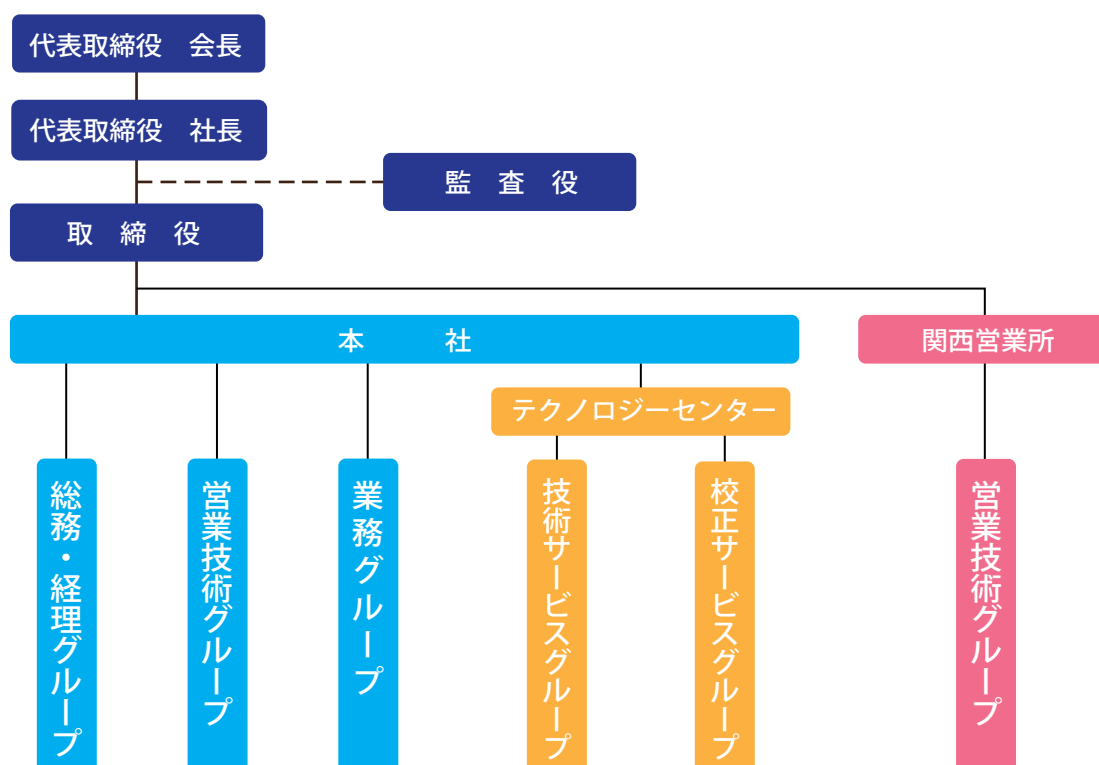 代表取締役　会長
代表取締役　社長
監　査　役
取　締　役
本　　　社
関西営業所
テクノロジーセンター
総務・経理グループ
営業技術グループ
業務グループ
技術サービスグループ
校正サービスグループ
営業技術グループ